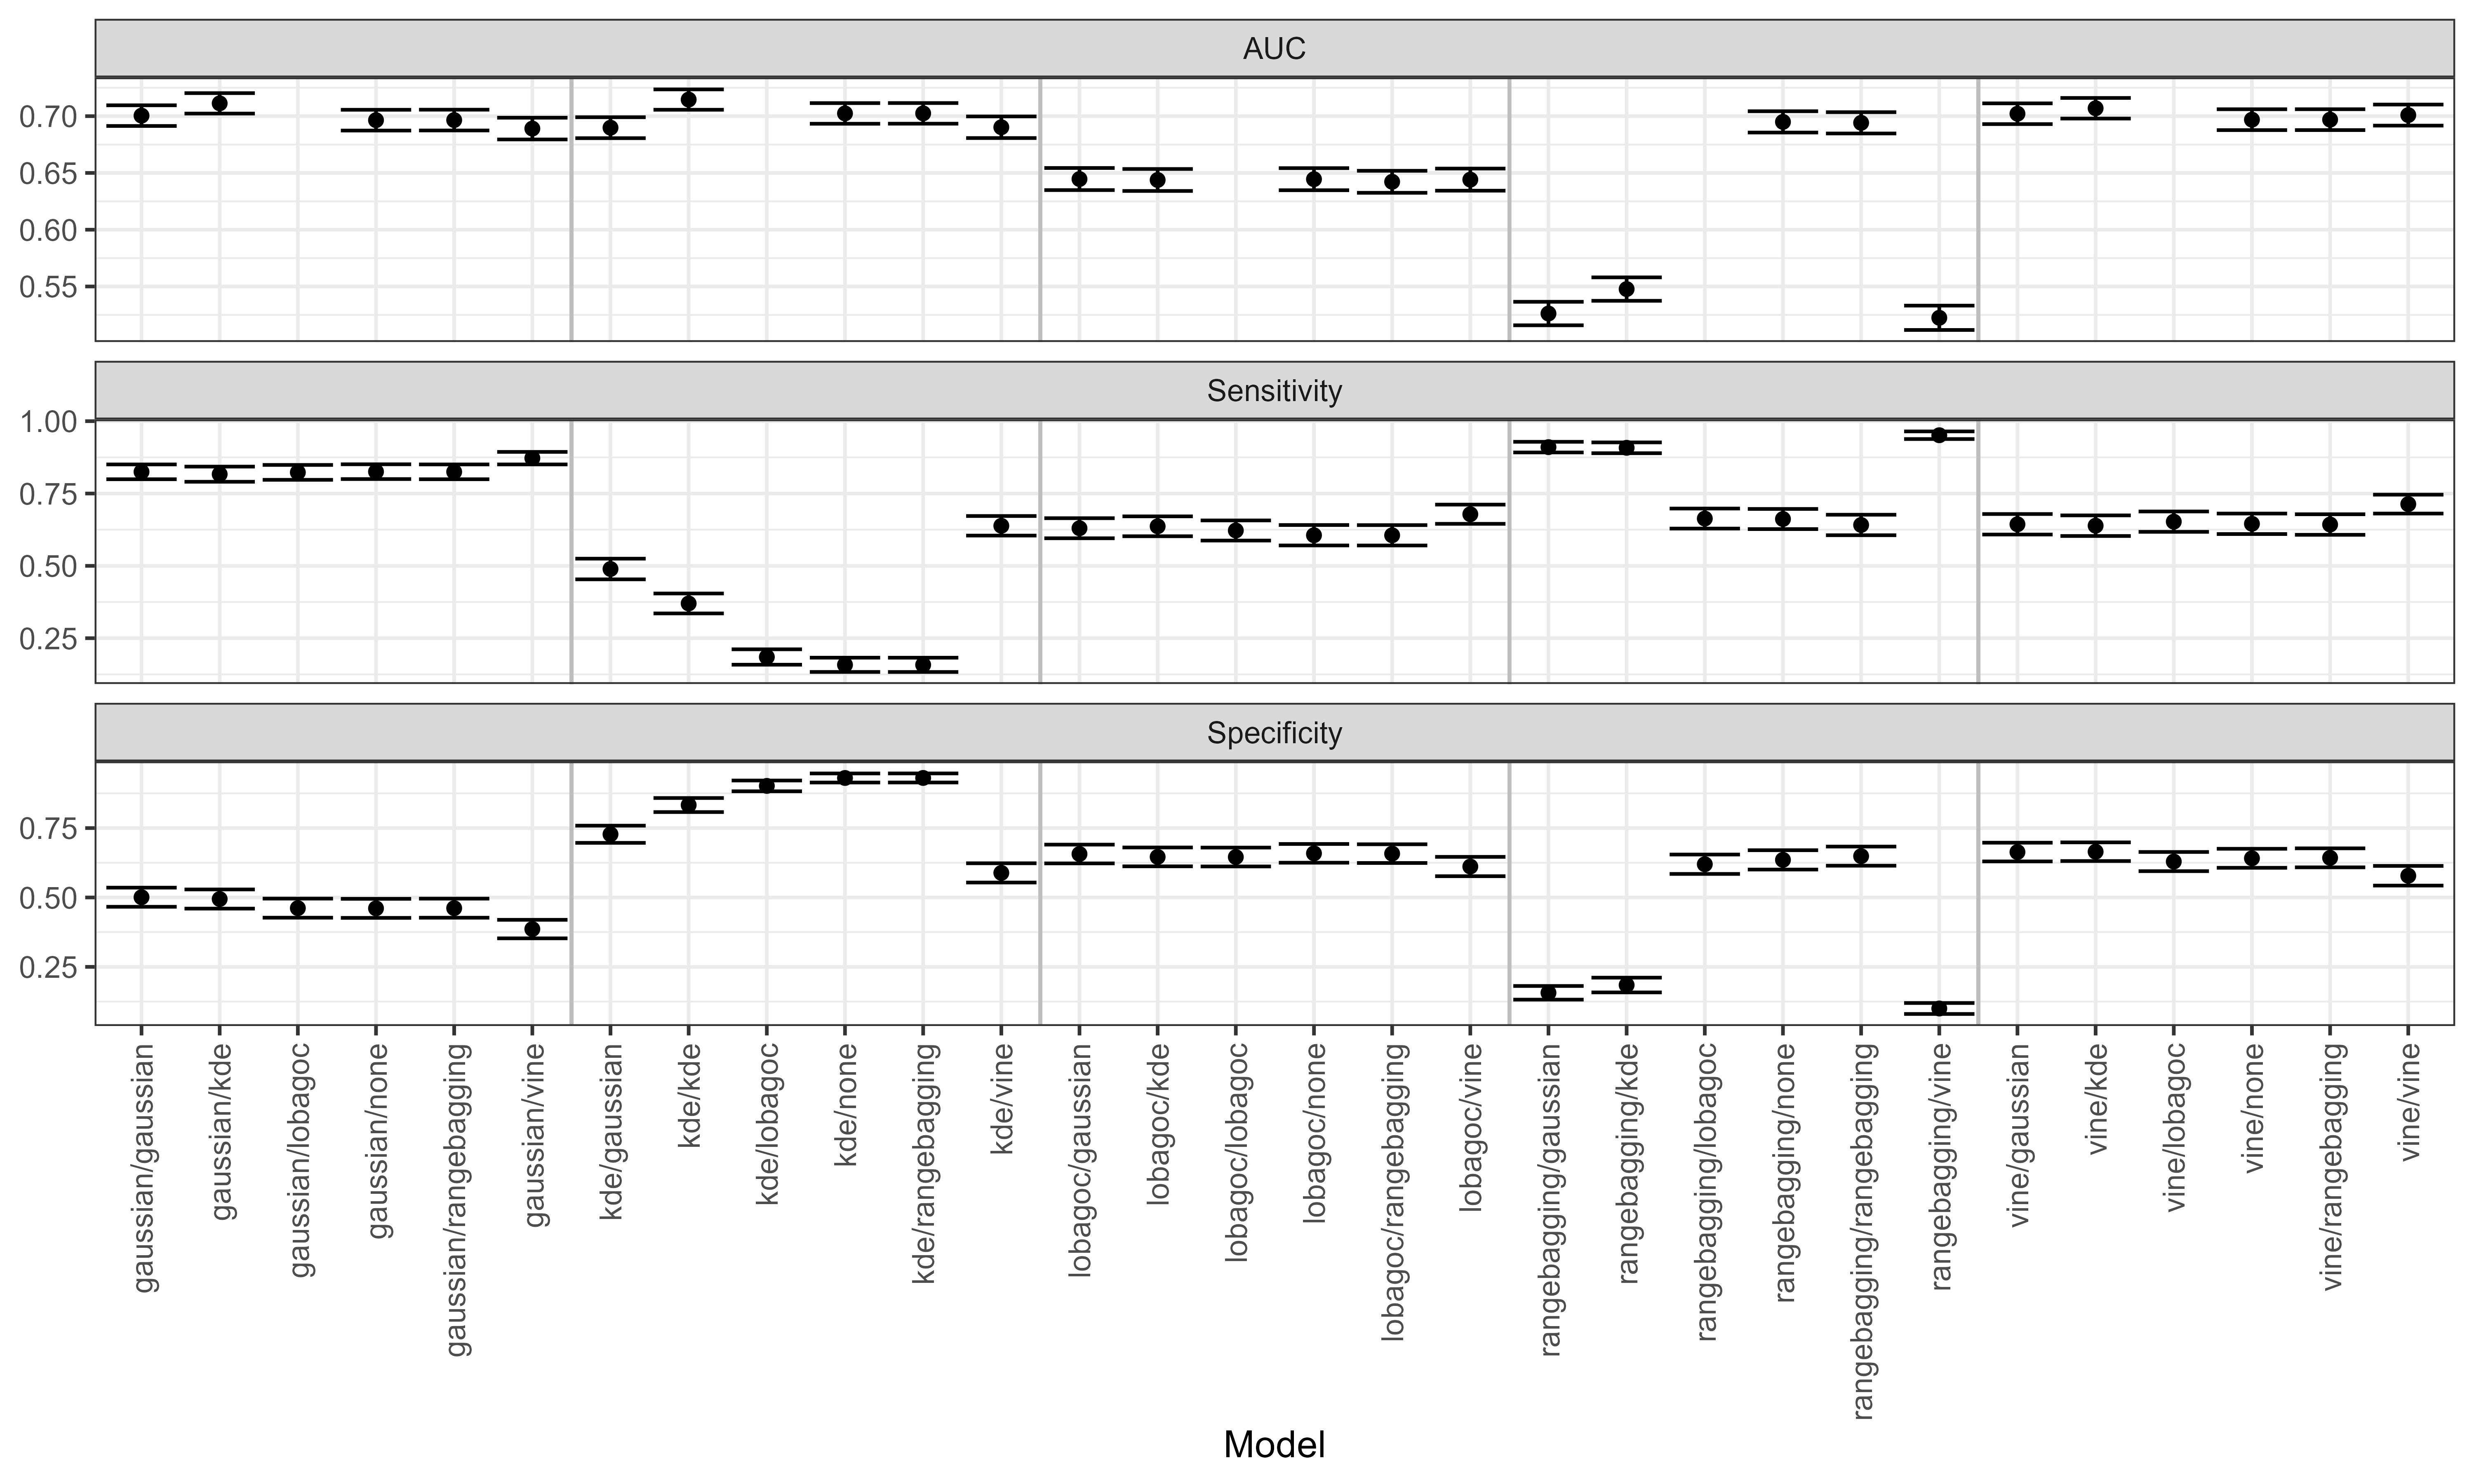 AUC
0.70
0.65
0.60
0.55
Sensitivity
1.00
0.75
0.50
0.25
Specificity
0.75
0.50
0.25
gaussian/gaussian
gaussian/kde
gaussian/lobagoc
gaussian/none
gaussian/rangebagging
gaussian/vine
kde/gaussian
kde/kde
kde/lobagoc
kde/none
kde/rangebagging
kde/vine
lobagoc/gaussian
lobagoc/kde
lobagoc/lobagoc
lobagoc/none
lobagoc/rangebagging
lobagoc/vine
rangebagging/gaussian
rangebagging/kde
rangebagging/lobagoc
rangebagging/none
rangebagging/rangebagging
rangebagging/vine
vine/gaussian
vine/kde
vine/lobagoc
vine/none
vine/rangebagging
vine/vine
Model